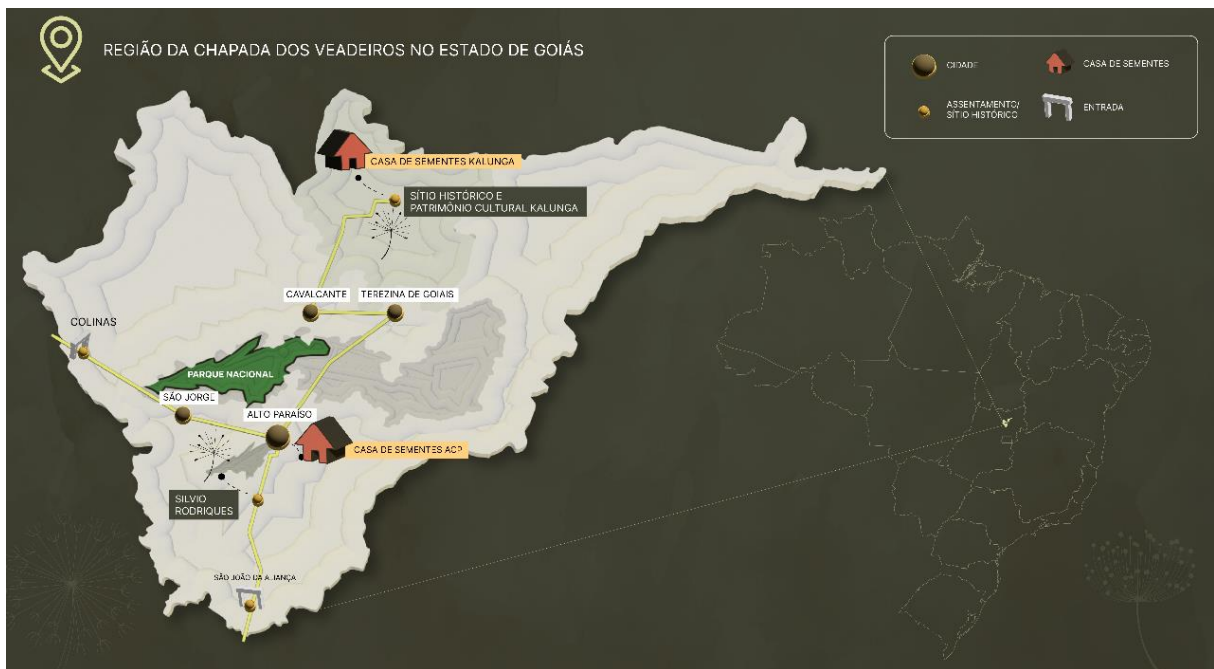 REGIÃO DA CHAPADA DOS VEADEIROS NO ESTADO DE GOIÁS
CIDADE
CASA DE SEMENTES
ASSENTAMENTO/
SÍTIO HISTÓRICO
ENTRADA
CASA DE SEMENTES KALUNGA
SÍTIO HISTÓRICO E
PATRIMÔNIO CULTURAL KALUNGA
CAVALCANTE
TEREZINA DE GOIAIS
COLINAS
PARQUE NACIONAL
SÃO JORGE
ALTO PARAÍSO
CASA DE SEMENTES ACP
SILVIO
RODRIQUES
SÃO JOÃO DA ALIANÇA